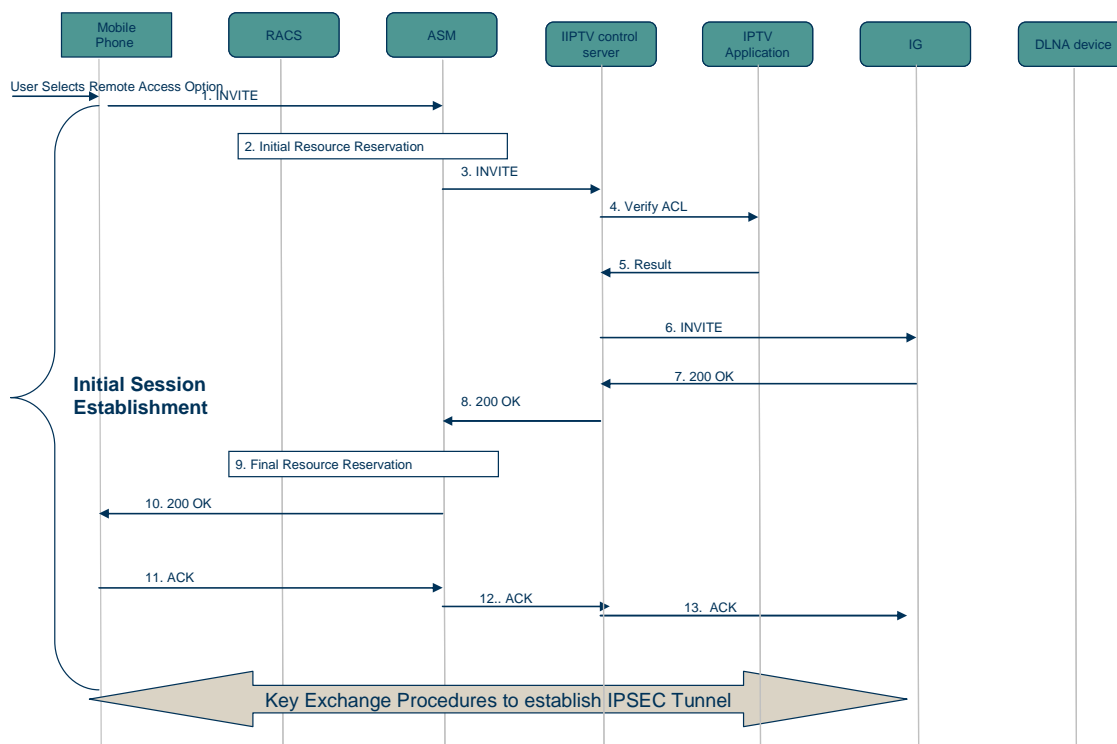 Mobile
Phone
RACS
ASM
IIPTV control
server
IPTV
Application
IG
DLNA device
User Selects Remote Access Option
1. INVITE
2. Initial Resource Reservation
3. INVITE
4. Verify ACL
5. Result
6. INVITE
7. 200 OK
Initial Session
Establishment
8. 200 OK
9. Final Resource Reservation
10. 200 OK
11. ACK
12.. ACK
13. ACK
Key Exchange Procedures to establish IPSEC Tunnel